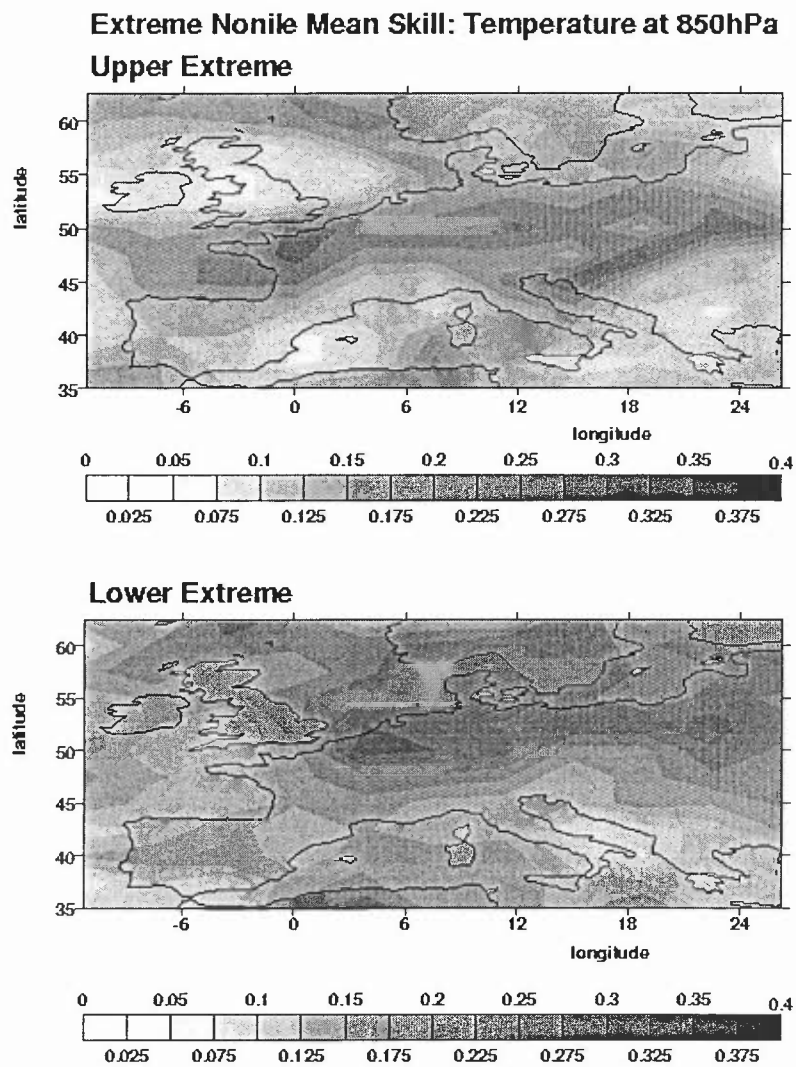 Extreme Nonile Mean Skill: Temperature at 850hPa
Upper Extreme
latitude
60
55
50
45
40
35
-6 0 6 12 18 24
longitude
0 0.05 0.1 0.15 0.2 0.25 0.3 0.35 0.4
0.025 0.075 0.125 0.175 0.225 0.275 0.325 0.375
Lower Extreme
latitude
60
55
50
45
40
35
-6 0 6 12 18 24
longitude
0 0.05 0.1 0.15 0.2 0.25 0.3 0.35 0.4
0.025 0.075 0.125 0.175 0.225 0.275 0.325 0.375